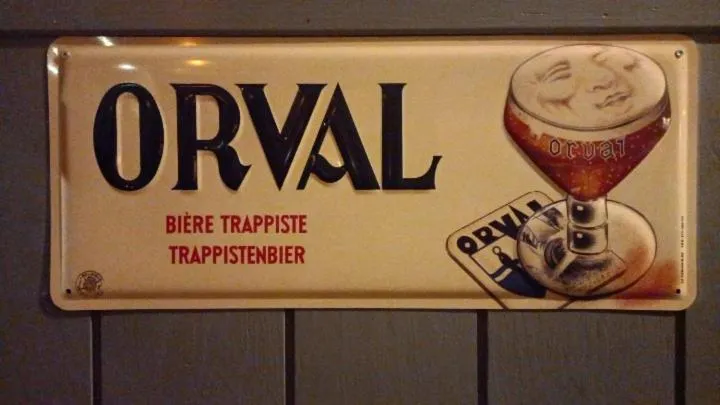 ORVAL
BIÈRE TRAPPISTE
TRAPPISTENBIER
orval
ORVAL